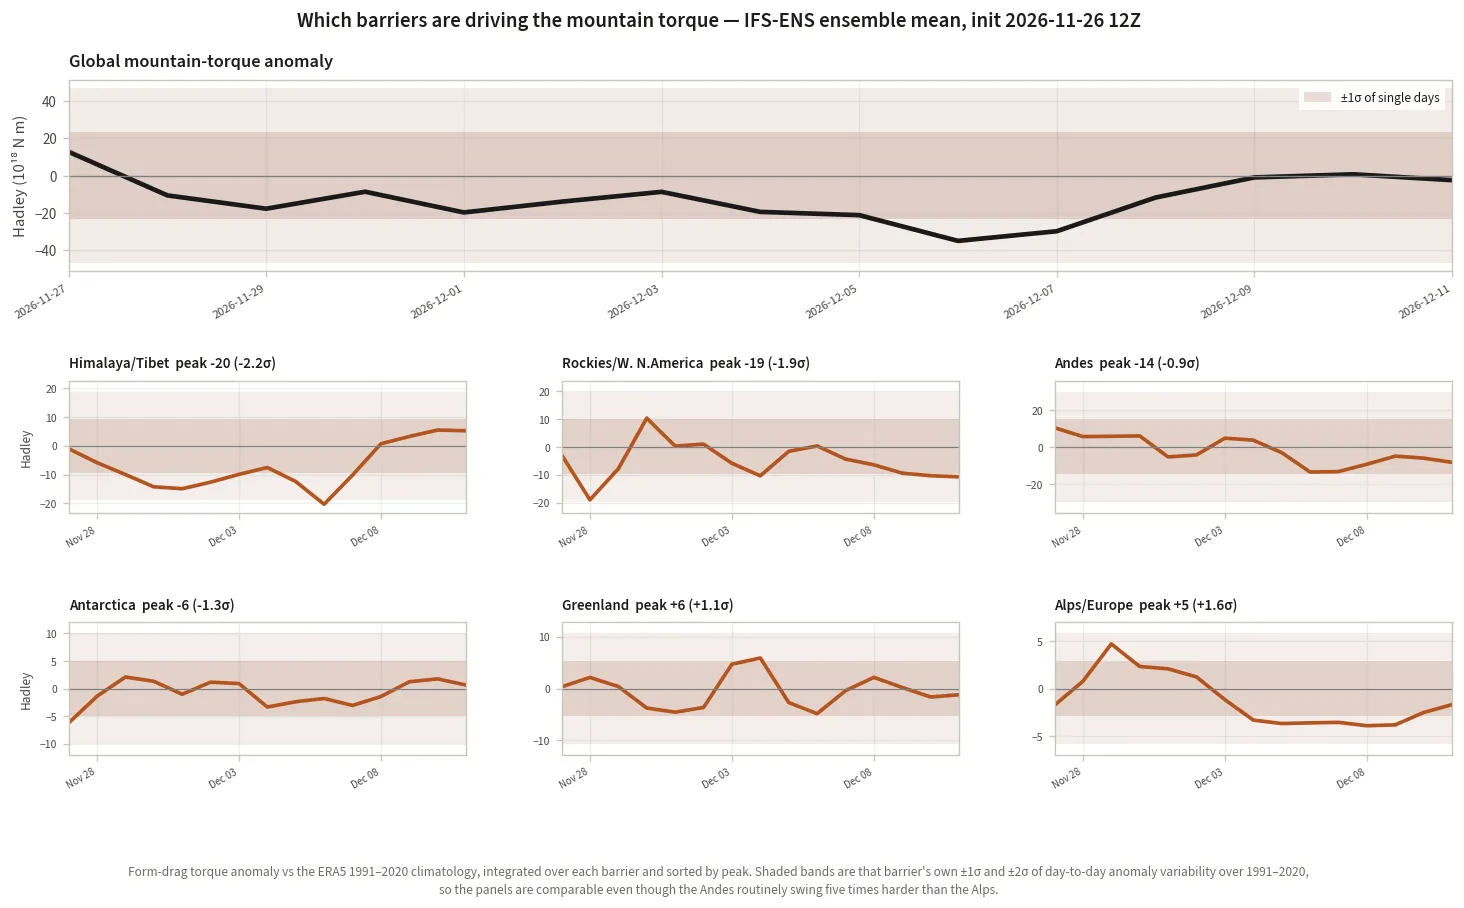 Which barriers are driving the mountain torque — IFS-ENS ensemble mean, init 2026-11-26 12Z
Global mountain-torque anomaly
Hadley (10¹⁸ N m)
40
20
0
−20
−40
±1σ of single days
2026-11-27
2026-11-29
2026-12-01
2026-12-03
2026-12-05
2026-12-07
2026-12-09
2026-12-11
Himalaya/Tibet peak -20 (-2.2σ)
Hadley
20
10
0
−10
−20
Nov 28
Dec 03
Dec 08
Rockies/W. N.America peak -19 (-1.9σ)
20
10
0
−10
−20
Nov 28
Dec 03
Dec 08
Andes peak -14 (-0.9σ)
20
0
−20
Nov 28
Dec 03
Dec 08
Antarctica peak -6 (-1.3σ)
Hadley
10
5
0
−5
−10
Nov 28
Dec 03
Dec 08
Greenland peak +6 (+1.1σ)
10
0
−10
Nov 28
Dec 03
Dec 08
Alps/Europe peak +5 (+1.6σ)
5
0
−5
Nov 28
Dec 03
Dec 08
Form-drag torque anomaly vs the ERA5 1991–2020 climatology, integrated over each barrier and sorted by peak. Shaded bands are that barrier's own ±1σ and ±2σ of day-to-day anomaly variability over 1991–2020,
so the panels are comparable even though the Andes routinely swing five times harder than the Alps.